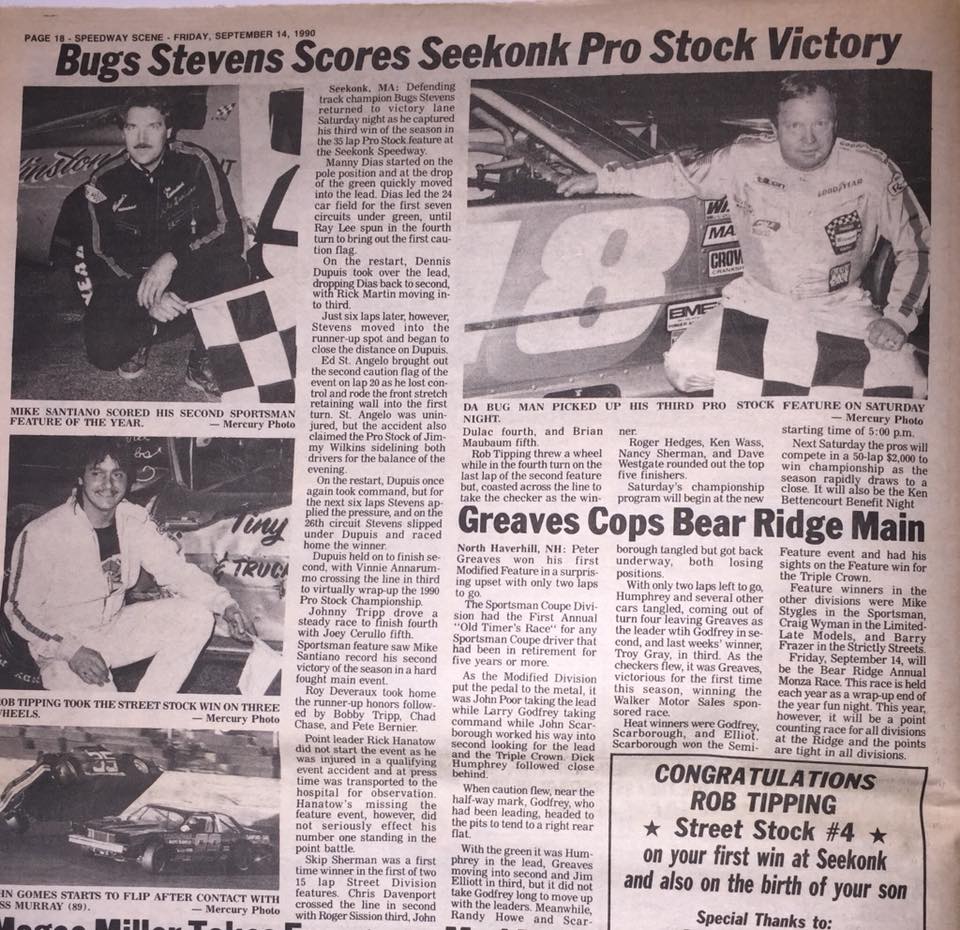 PAGE 18 - SPEEDWAY SCENE - FRIDAY, SEPTEMBER 14, 1990
Bugs Stevens Scores Seekonk Pro Stock Victory
Winston
MIKE SANTIANO SCORED HIS SECOND SPORTSMAN
FEATURE OF THE YEAR.
— Mercury Photo
Tiny
& TRUCK
OB TIPPING TOOK THE STREET STOCK WIN ON THREE
WHEELS.
— Mercury Photo
HN GOMES STARTS TO FLIP AFTER CONTACT WITH
SS MURRAY (89).
— Mercury Photo
Seekonk, MA: Defending
track champion Bugs Stevens
returned to victory lane
Saturday night as he captured
his third win of the season in
the 35 lap Pro Stock feature at
the Seekonk Speedway.
Manny Dias started on the
pole position and at the drop
of the green quickly moved
into the lead. Dias led the 24
car field for the first seven
circuits under green, until
Ray Lee spun in the fourth
turn to bring out the first cau-
tion flag.
On the restart, Dennis
Dupuis took over the lead,
dropping Dias back to second,
with Rick Martin moving in-
to third.
Just six laps later, however,
Stevens moved into the
runner-up spot and began to
close the distance on Dupuis.
Ed St. Angelo brought out
the second caution flag of the
event on lap 20 as he lost con-
trol and rode the front stretch
retaining wall into the first
turn. St. Angelo was unin-
jured, but the accident also
claimed the Pro Stock of Jim-
my Wilkins sidelining both
drivers for the balance of the
evening.
On the restart, Dupuis once
again took command, but for
the next six laps Stevens ap-
plied the pressure, and on the
26th circuit Stevens slipped
under Dupuis and raced
home the winner.
Dupuis held on to finish se-
cond, with Vinnie Annarum-
mo crossing the line in third
to virtually wrap-up the 1990
Pro Stock Championship.
Johnny Tripp drove a
steady race to finish fourth
with Joey Cerullo fifth.
Sportsman feature saw Mike
Santiano record his second
victory of the season in a hard
fought main event.
Roy Deveraux took home
the runner-up honors follow-
ed by Bobby Tripp, Chad
Chase, and Pete Bernier.
Point leader Rick Hanatow
did not start the event as he
was injured in a qualifying
event accident and at press
time was transported to the
hospital for observation.
Hanatow's missing the
feature event, however, did
not seriously effect his
number one standing in the
point battle.
Skip Sherman was a first
time winner in the first of two
15 lap Street Division
features. Chris Davenport
crossed the line in second
with Roger Sission third, John
18
MA
CROW
CRANKSH
GOODYEAR
DA BUG MAN PICKED UP HIS THIRD PRO STOCK FEATURE ON SATURDAY
NIGHT.
— Mercury Photo
Dulac fourth, and Brian
Maubaum fifth.
Rob Tipping threw a wheel
while in the fourth turn on the
last lap of the second feature
but, coasted across the line to
take the checker as the win-
ner.
Roger Hedges, Ken Wass,
Nancy Sherman, and Dave
Westgate rounded out the top
five finishers.
Saturday's championship
program will begin at the new
starting time of 5:00 p.m.
Next Saturday the pros will
compete in a 50-lap $2,000 to
win championship as the
season rapidly draws to a
close. It will also be the Ken
Bettencourt Benefit Night
Greaves Cops Bear Ridge Main
North Haverhill, NH: Peter
Greaves won his first
Modified Feature in a surpris-
ing upset with only two laps
to go.
The Sportsman Coupe Divi-
sion had the First Annual
"Old Timer's Race" for any
Sportsman Coupe driver that
had been in retirement for
five years or more.
As the Modified Division
put the pedal to the metal, it
was John Poor taking the lead
while Larry Godfrey taking
command while John Scar-
borough worked his way into
second looking for the lead
and the Triple Crown. Dick
Humphrey followed close
behind.
When caution flew, near the
half-way mark, Godfrey, who
had been leading, headed to
the pits to tend to a right rear
flat.
With the green it was Hum-
phrey in the lead, Greaves
moving into second and Jim
Elliott in third, but it did not
take Godfrey long to move up
with the leaders. Meanwhile,
Randy Howe and Scar-
borough tangled but got back
underway, both losing
positions.
With only two laps left to go,
Humphrey and several other
cars tangled, coming out of
turn four leaving Greaves as
the leader wtih Godfrey in se-
cond, and last weeks' winner,
Troy Gray, in third. As the
checkers flew, it was Greaves,
victorious for the first time
this season, winning the
Walker Motor Sales spon-
sored race.
Heat winners were Godfrey,
Scarborough, and Elliot.
Scarborough won the Semi-
Feature event and had his
sights on the Feature win for
the Triple Crown.
Feature winners in the
other divisions were Mike
Stygles in the Sportsman,
Craig Wyman in the Limited-
Late Models, and Barry
Frazer in the Strictly Streets.
Friday, September 14, will
be the Bear Ridge Annual
Monza Race. This race is held
each year as a wrap-up end of
the year fun night. This year,
however, it will be a point
counting race for all divisions
at the Ridge and the points
are tight in all divisions.
CONGRATULATIONS
ROB TIPPING
★ Street Stock #4 ★
on your first win at Seekonk
and also on the birth of your son
Special Thanks to: